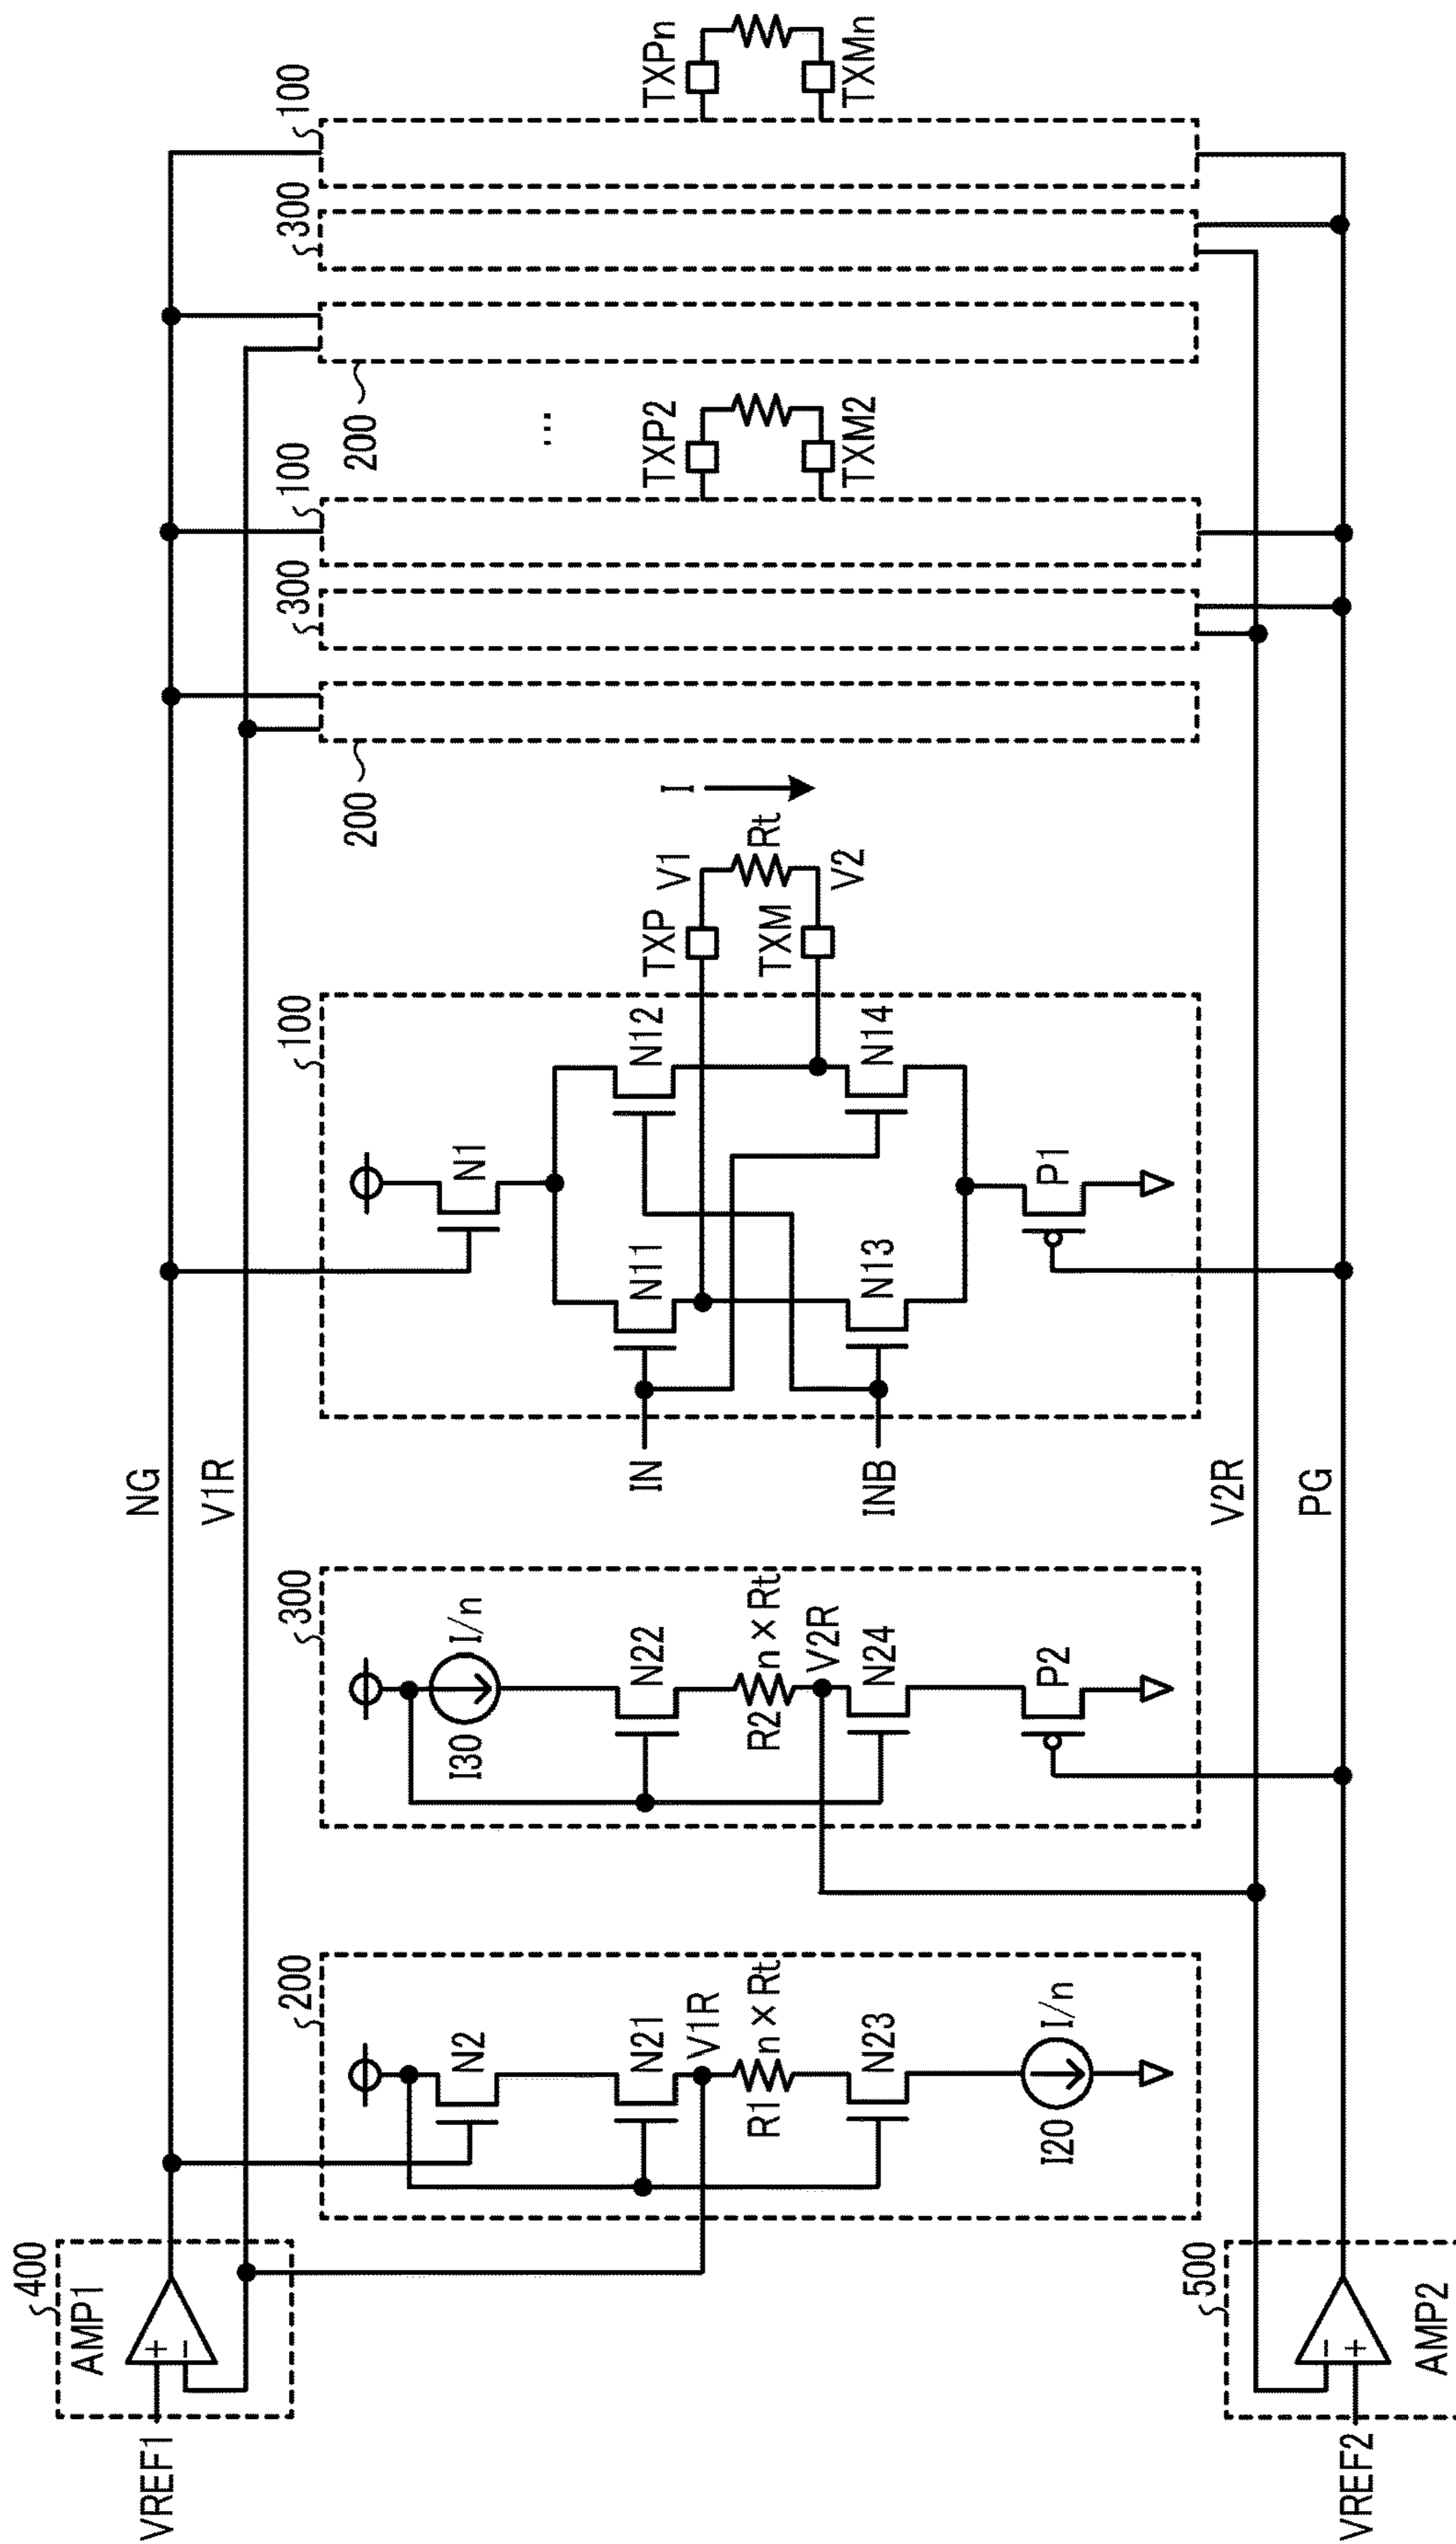 400
AMP1
+
−
VREF1
NG
V1R
200
N2
N21
V1R
R1
n×Rt
N23
I20
I/n
300
I30
I/n
N22
R2
n×Rt
V2R
N24
P2
100
N1
N11
N12
IN
INB
N13
N14
P1
TXP
V1
Rt
TXM
V2
I
200
300
100
TXP2
TXM2
...
200
300
100
TXPn
TXMn
V2R
PG
500
−
+
AMP2
VREF2